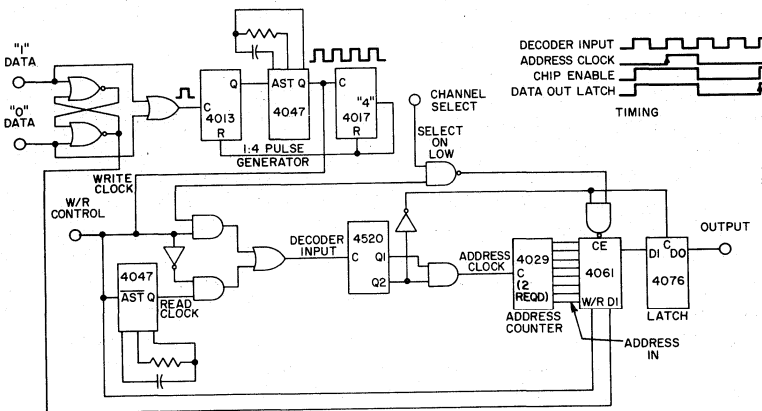 "1"
DATA
"0"
DATA
C
Q
4013
R
AST Q
4047
C
"4"
4017
R
1:4 PULSE
GENERATOR
CHANNEL
SELECT
SELECT
ON
LOW
DECODER INPUT
ADDRESS CLOCK
CHIP ENABLE
DATA OUT LATCH
TIMING
WRITE
CLOCK
W/R
CONTROL
4047
AST Q
READ
CLOCK
DECODER
INPUT
4520
C
Q1
Q2
ADDRESS
CLOCK
4029
C
(2
REQD)
ADDRESS
COUNTER
CE
4061
W/R DI
ADDRESS
IN
C
DI DO
4076
LATCH
OUTPUT